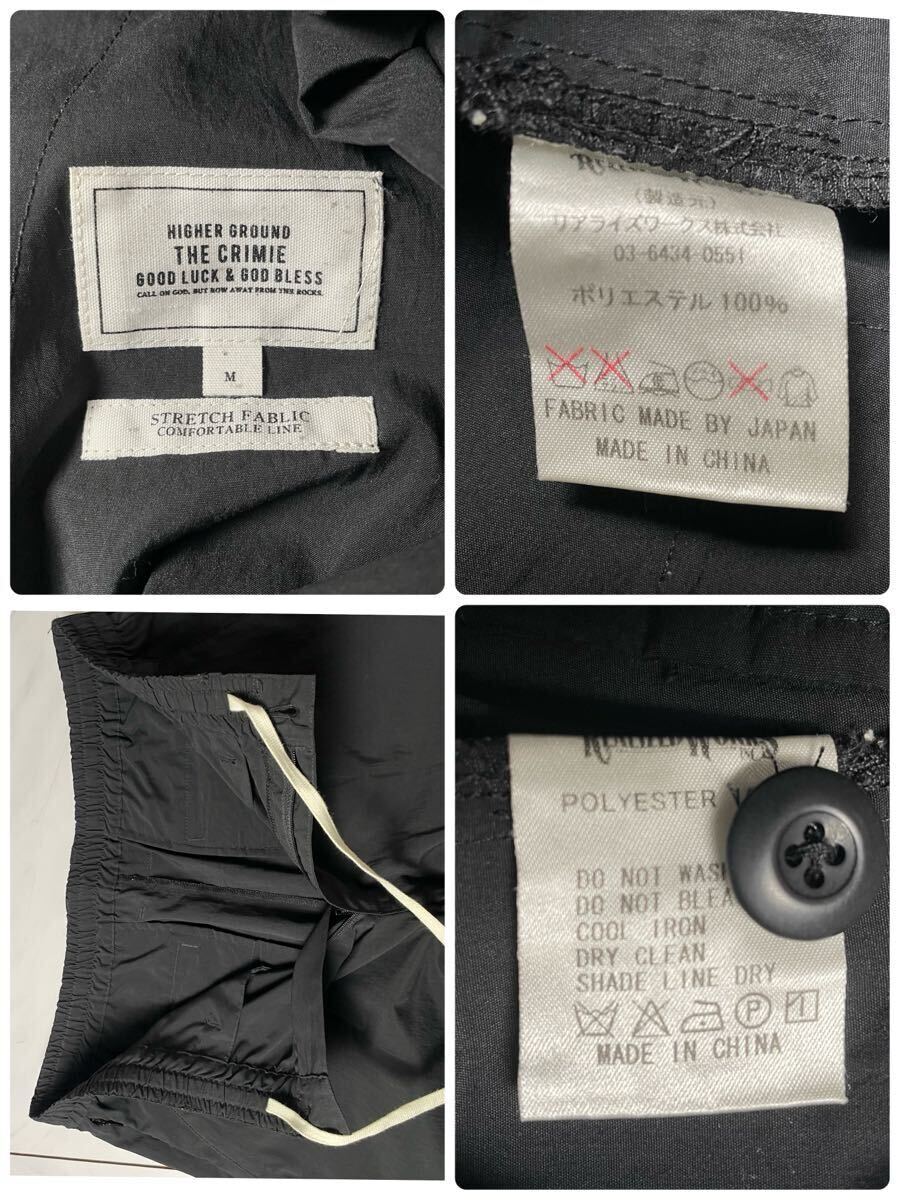 HIGHER GROUND
THE CRIMIE
GOOD LUCK & GOD BLESS
CALL ON GOD, BUT ROW AWAY FROM THE ROCKS.
M
STRETCH FABLIC
COMFORTABLE LINE
(製造元)
リアライズワークス株式会社
03-6434-0551
ポリエステル 100%
FABRIC MADE BY JAPAN
MADE IN CHINA
POLYESTER
DO NOT WASH
DO NOT BLEA
COOL IRON
DRY CLEAN
SHADE LINE DRY
P
MADE IN CHINA